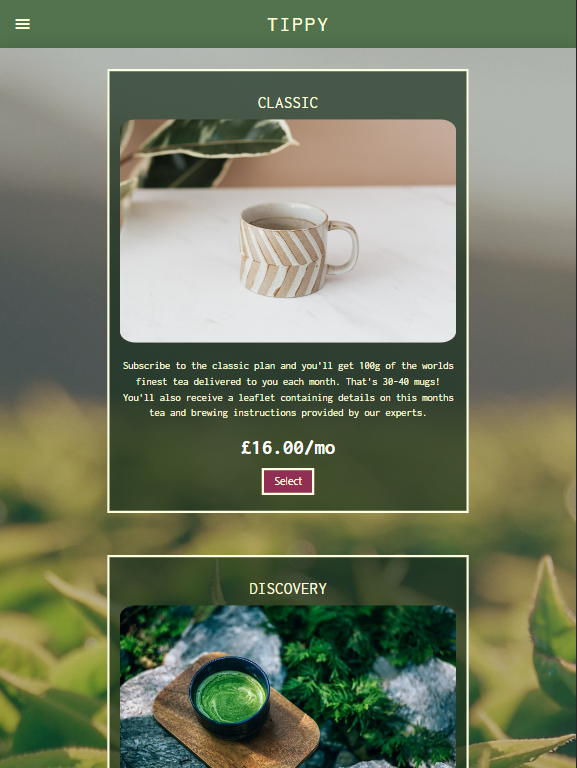 TIPPY
CLASSIC
Subscribe to the classic plan and you'll get 100g of the worlds
finest tea delivered to you each month. That's 30-40 mugs!
You'll also receive a leaflet containing details on this months
tea and brewing instructions provided by our experts.
£16.00/mo
Select
DISCOVERY